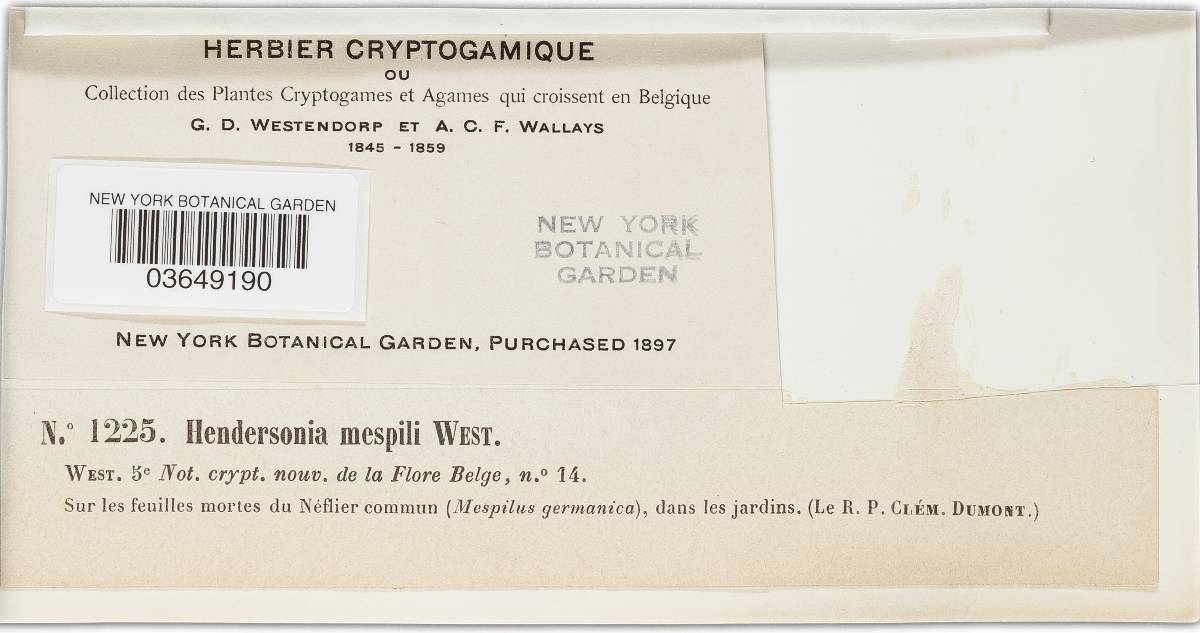 HERBIER CRYPTOGAMIQUE
OU
Collection des Plantes Cryptogames et Agames qui croissent en Belgique
G. D. WESTENDORP ET A. C. F. WALLAYS
1845 - 1859
NEW YORK BOTANICAL GARDEN
03649190
NEW YORK
BOTANICAL
GARDEN
NEW YORK BOTANICAL GARDEN, PURCHASED 1897
N.º 1225. Hendersonia mespili WEST.
WEST. 5e Not. crypt. nouv. de la Flore Belge, n.º 14.
Sur les feuilles mortes du Néflier commun (Mespilus germanica), dans les jardins. (Le R. P. CLÉM. DUMONT.)